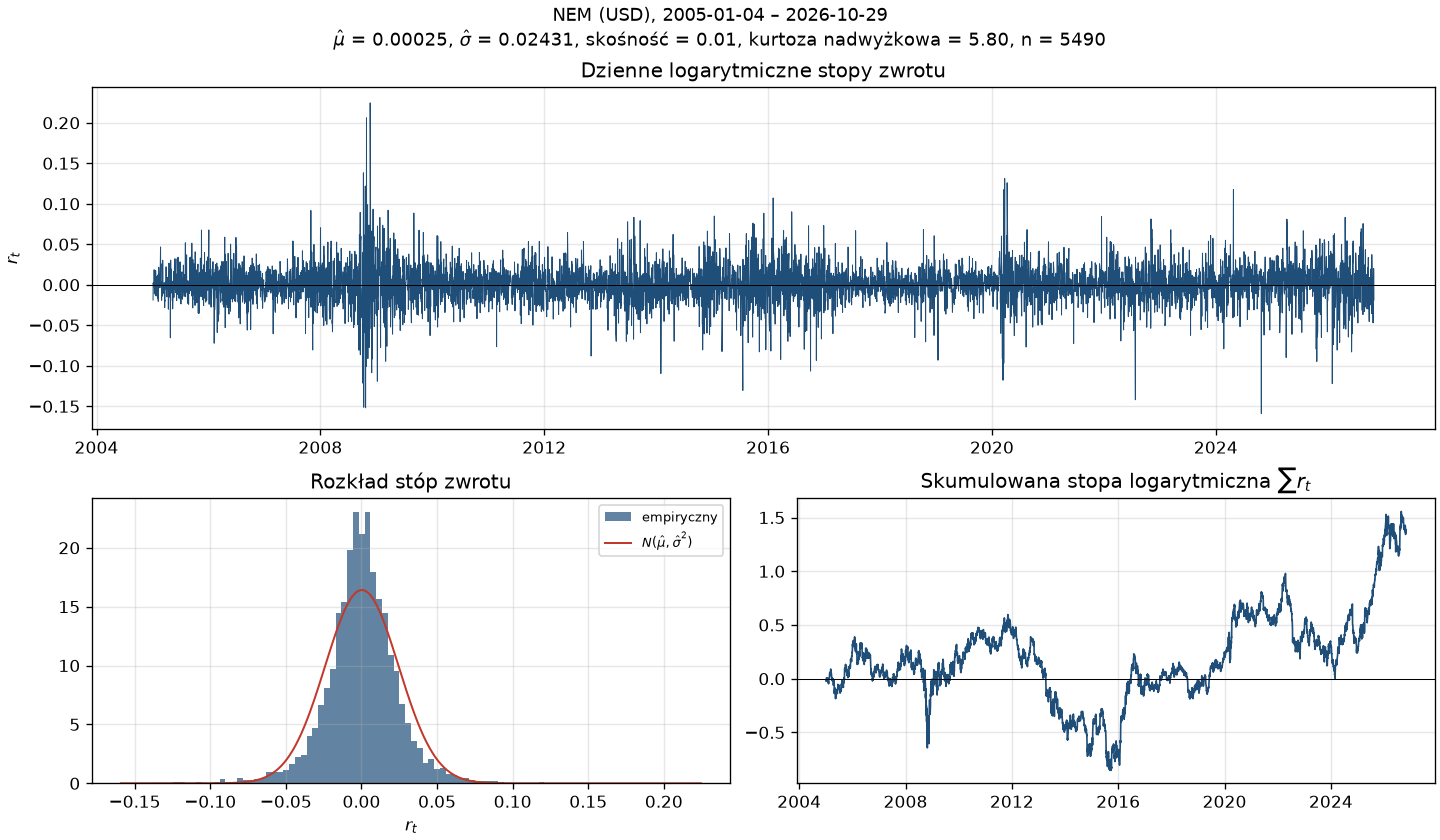 NEM (USD), 2005-01-04 – 2026-10-29
μ̂ = 0.00025, σ̂ = 0.02431, skośność = 0.01, kurtoza nadwyżkowa = 5.80, n = 5490
Dzienne logarytmiczne stopy zwrotu
0.20
0.15
0.10
0.05
0.00
−0.05
−0.10
−0.15
r_t
2004 2008 2012 2016 2020 2024
Rozkład stóp zwrotu
empiryczny
N(μ̂, σ̂²)
20
15
10
5
0
−0.15 −0.10 −0.05 0.00 0.05 0.10 0.15 0.20
r_t
Skumulowana stopa logarytmiczna ∑r_t
1.5
1.0
0.5
0.0
−0.5
2004 2008 2012 2016 2020 2024